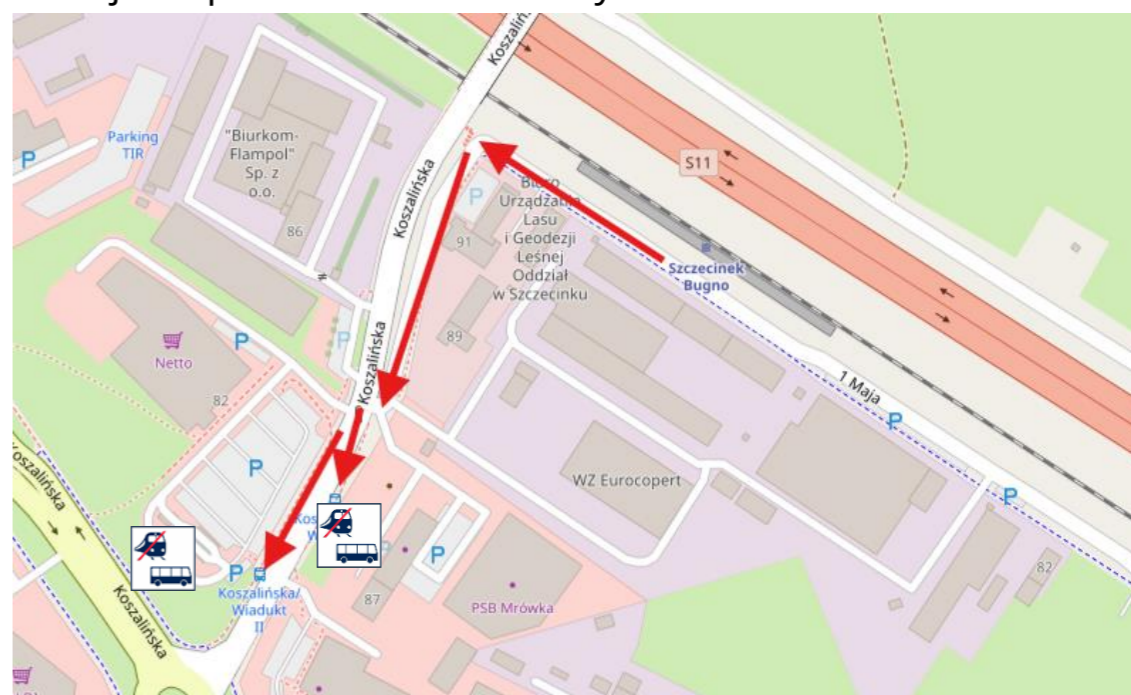 Koszalińska
Parking
TIR
"Biurkom-
Flampol"
Sp. z
o.o.
P
86
Koszalińska
S11
P
Biuro
Urządzania
Lasu
i Geodezji
Leśnej
Oddział
w Szczecinku
91
Szczecinek
Bugno
89
P
P
Netto
82
Koszalińska
1 Maja
P
P
WZ Eurocopert
P
Koszalińska
P
82
P
Koszalińska/
Wiadukt
II
87
PSB Mrówka
Koszalińska